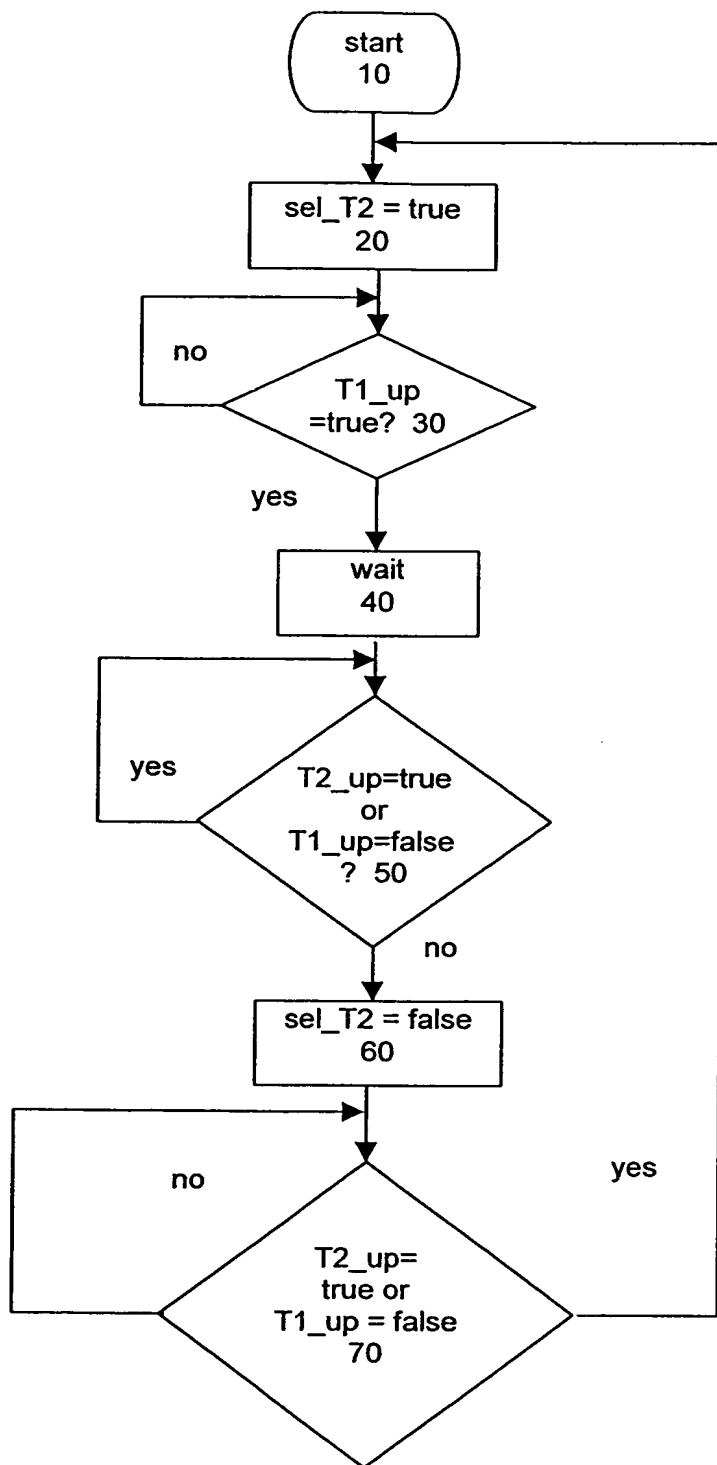 start
10
sel_T2 = true
20
no
T1_up
=true? 30
yes
wait
40
yes
T2_up=true
or
T1_up=false
? 50
no
sel_T2 = false
60
no
yes
T2_up=
true or
T1_up = false
70